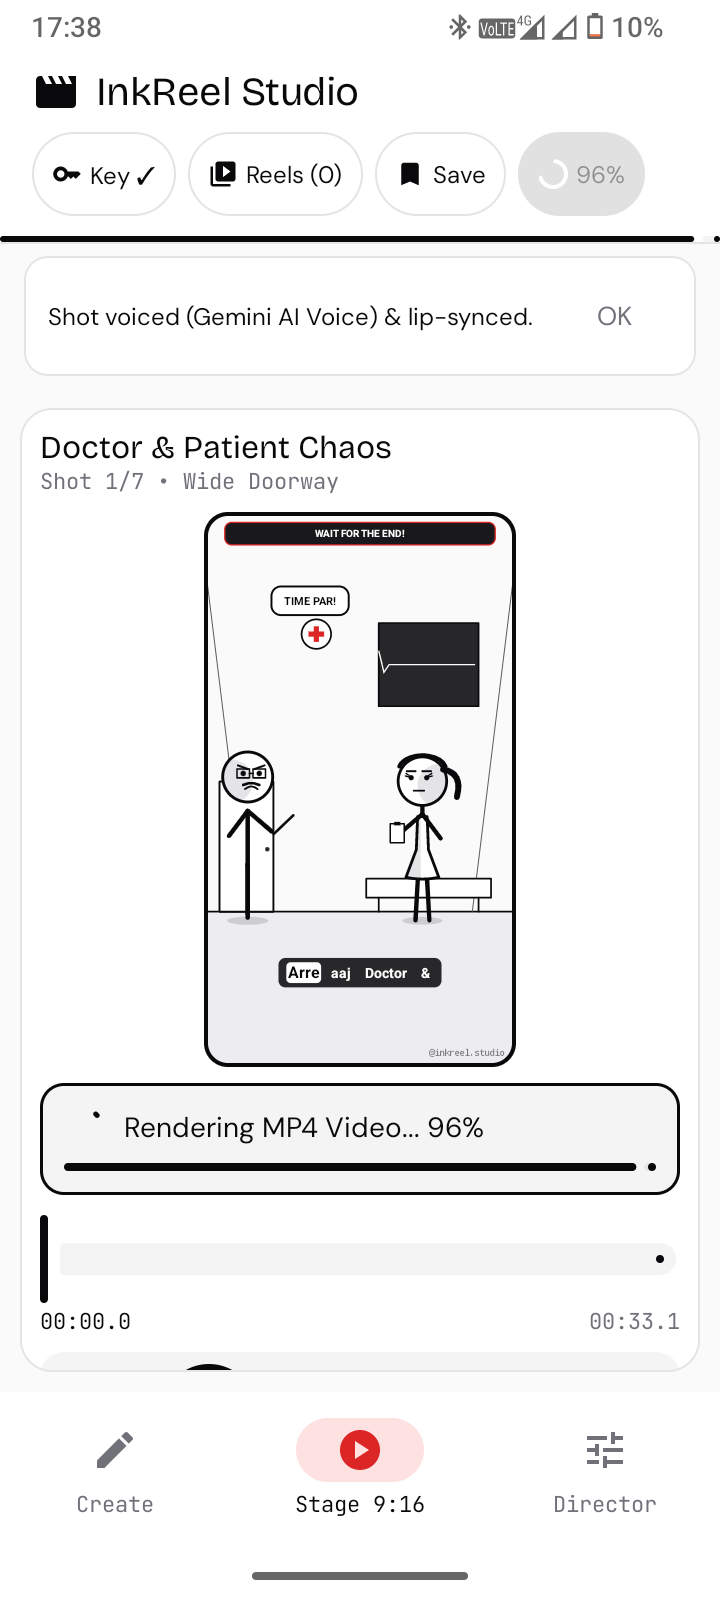 17:38
VoLTE 4G 10%
InkReel Studio
Key ✓ Reels (0) Save 96%
Shot voiced (Gemini AI Voice) & lip-synced. OK
Doctor & Patient Chaos
Shot 1/7 • Wide Doorway
WAIT FOR THE END!
TIME PAR!
Arre aaj Doctor &
@inkreel.studio
Rendering MP4 Video... 96%
00:00.0 00:33.1
Create Stage 9:16 Director